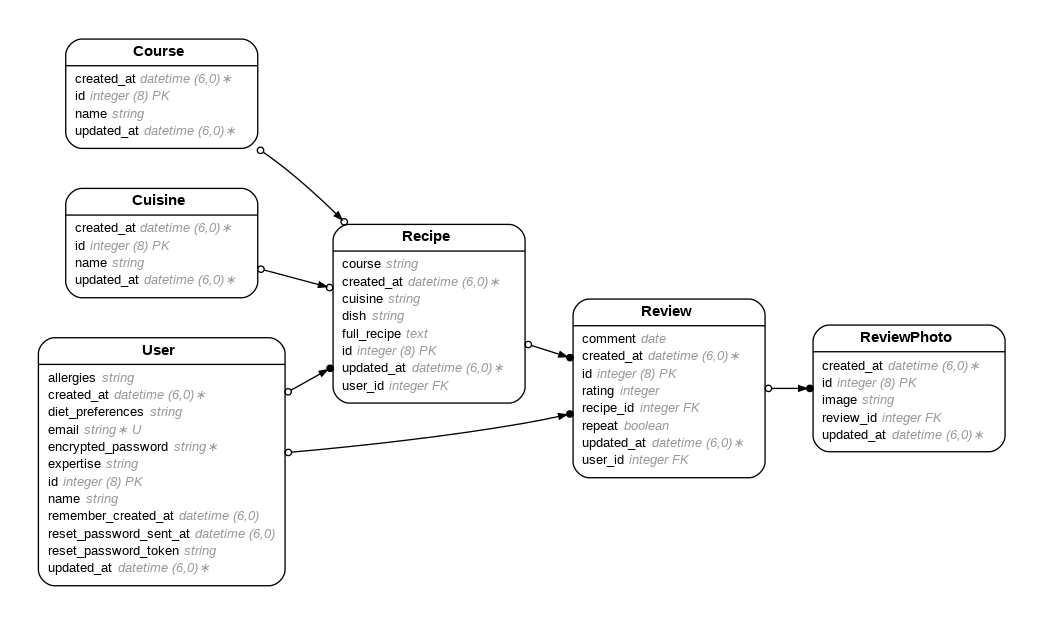 Course
created_at datetime (6,0)∗
id integer (8) PK
name string
updated_at datetime (6,0)∗
Cuisine
created_at datetime (6,0)∗
id integer (8) PK
name string
updated_at datetime (6,0)∗
User
allergies string
created_at datetime (6,0)∗
diet_preferences string
email string∗ U
encrypted_password string∗
expertise string
id integer (8) PK
name string
remember_created_at datetime (6,0)
reset_password_sent_at datetime (6,0)
reset_password_token string
updated_at datetime (6,0)∗
Recipe
course string
created_at datetime (6,0)∗
cuisine string
dish string
full_recipe text
id integer (8) PK
updated_at datetime (6,0)∗
user_id integer FK
Review
comment date
created_at datetime (6,0)∗
id integer (8) PK
rating integer
recipe_id integer FK
repeat boolean
updated_at datetime (6,0)∗
user_id integer FK
ReviewPhoto
created_at datetime (6,0)∗
id integer (8) PK
image string
review_id integer FK
updated_at datetime (6,0)∗